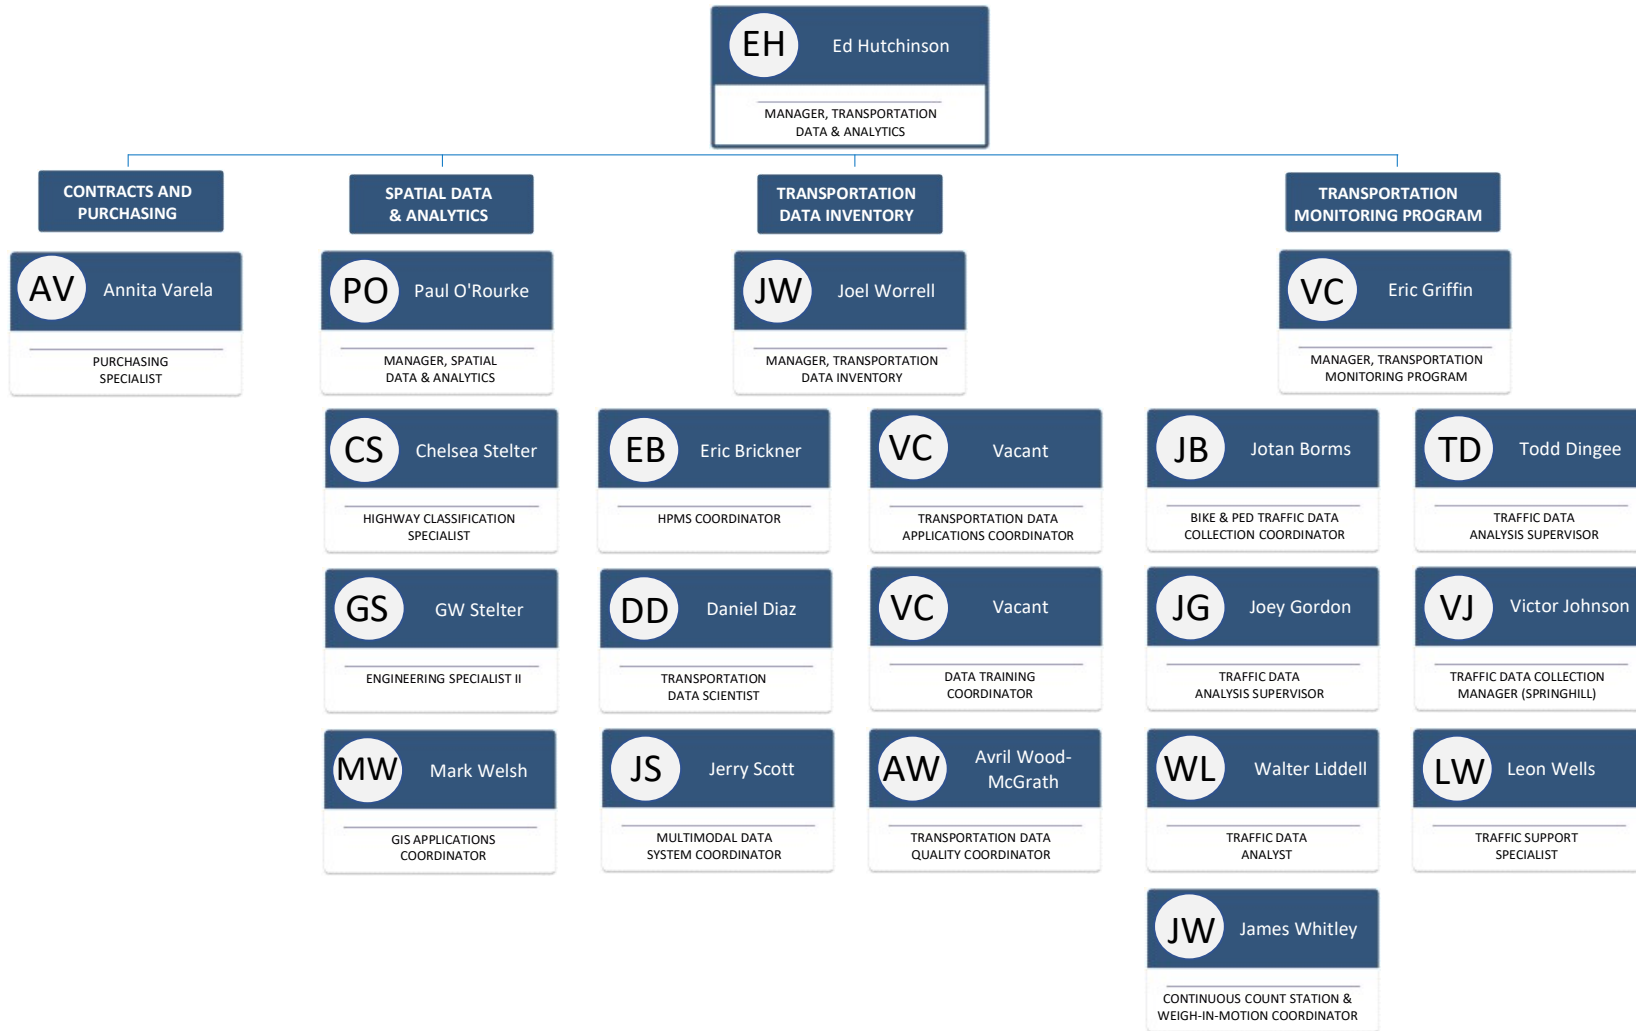 EH
Ed Hutchinson
MANAGER, TRANSPORTATION
DATA & ANALYTICS
CONTRACTS AND
PURCHASING
AV
Annita Varela
PURCHASING
SPECIALIST
SPATIAL DATA
& ANALYTICS
PO
Paul O'Rourke
MANAGER, SPATIAL
DATA & ANALYTICS
CS
Chelsea Stelter
HIGHWAY CLASSIFICATION
SPECIALIST
GS
GW Stelter
ENGINEERING SPECIALIST II
MW
Mark Welsh
GIS APPLICATIONS
COORDINATOR
TRANSPORTATION
DATA INVENTORY
JW
Joel Worrell
MANAGER, TRANSPORTATION
DATA INVENTORY
EB
Eric Brickner
HPMS COORDINATOR
VC
Vacant
TRANSPORTATION DATA
APPLICATIONS COORDINATOR
DD
Daniel Diaz
TRANSPORTATION
DATA SCIENTIST
VC
Vacant
DATA TRAINING
COORDINATOR
JS
Jerry Scott
MULTIMODAL DATA
SYSTEM COORDINATOR
AW
Avril Wood-
McGrath
TRANSPORTATION DATA
QUALITY COORDINATOR
TRANSPORTATION
MONITORING PROGRAM
VC
Eric Griffin
MANAGER, TRANSPORTATION
MONITORING PROGRAM
JB
Jotan Borms
BIKE & PED TRAFFIC DATA
COLLECTION COORDINATOR
TD
Todd Dingee
TRAFFIC DATA
ANALYSIS SUPERVISOR
JG
Joey Gordon
TRAFFIC DATA
ANALYSIS SUPERVISOR
VJ
Victor Johnson
TRAFFIC DATA COLLECTION
MANAGER (SPRINGHILL)
WL
Walter Liddell
TRAFFIC DATA
ANALYST
LW
Leon Wells
TRAFFIC SUPPORT
SPECIALIST
JW
James Whitley
CONTINUOUS COUNT STATION &
WEIGH-IN-MOTION COORDINATOR